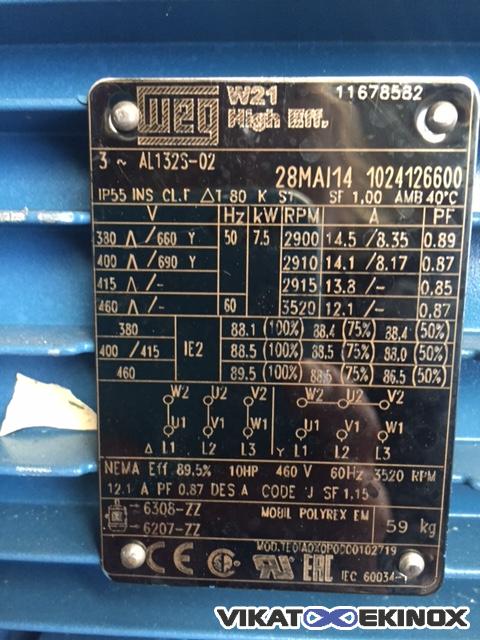 WEG W21 11678582
High Eff.
3 ~ AL132S-02
28MAI14 1024126600
IP55 INS CL.F △T 80 K S1 SF 1,00 AMB 40°C
V Hz kW RPM A PF
380 △/660 Y 50 7.5 2900 14.5/8.35 0.89
400 △/690 Y 2910 14.1/8.17 0.87
415 △/- 2915 13.8/- 0.85
460 △/- 60 3520 12.1/- 0.87
380 88.1 (100%) 88.4 (75%) 88.4 (50%)
400/415 IE2 88.5 (100%) 88.5 (75%) 88.0 (50%)
460 89.5 (100%) 88.5 (75%) 86.5 (50%)
W2 U2 V2 W2 U2 V2
U1 V1 W1 U1 V1 W1
△ L1 L2 L3 Y L1 L2 L3
NEMA Eff 89.5% 10HP 460 V 60Hz 3520 RPM
12.1 A PF 0.87 DES A CODE J SF 1,15
6308-ZZ MOBIL POLYREX EM 59 kg
6207-ZZ
CE SP US EAC
IEC 60034-1
VIKAT EKINOX